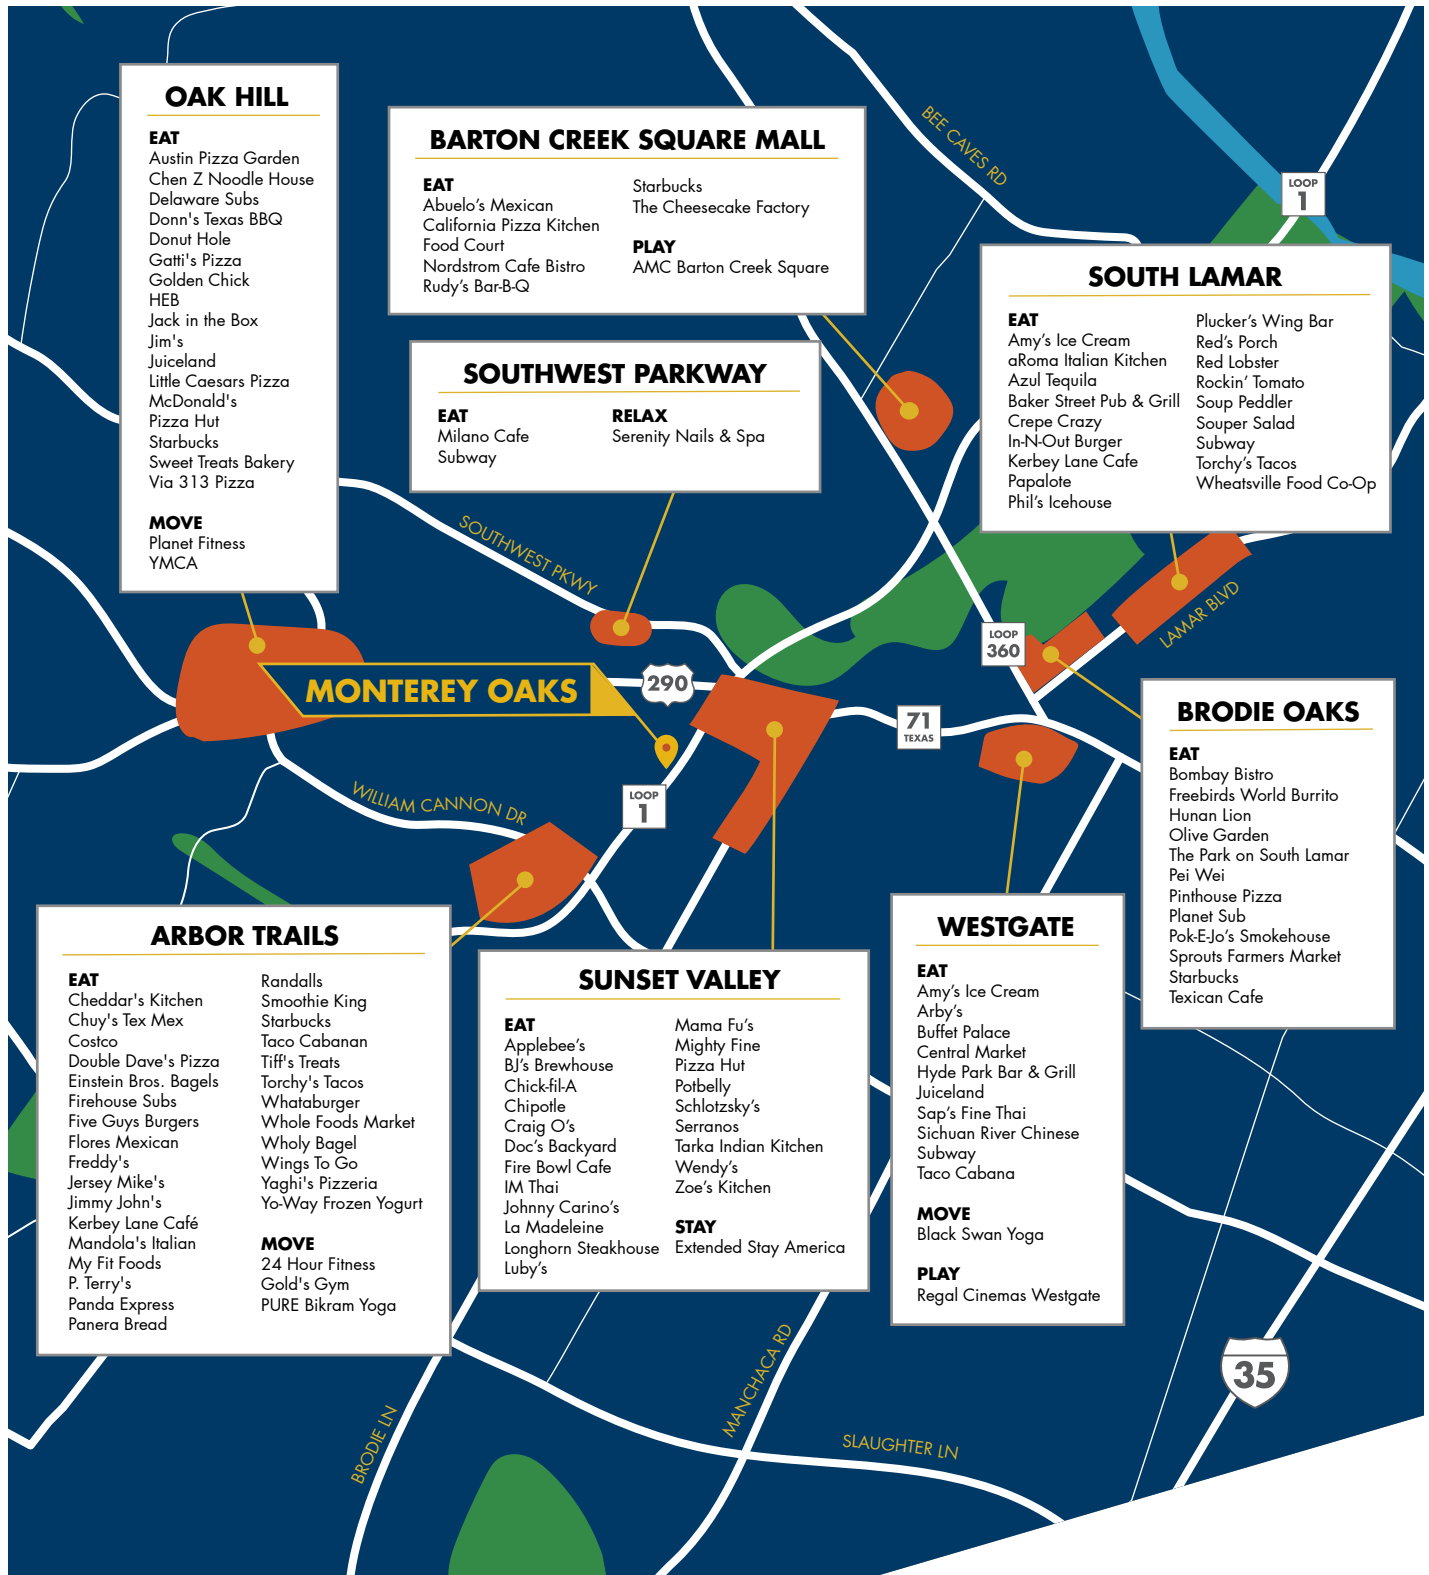 OAK HILL
EAT
Austin Pizza Garden
Chen Z Noodle House
Delaware Subs
Donn's Texas BBQ
Donut Hole
Gatti's Pizza
Golden Chick
HEB
Jack in the Box
Jim's
Juiceland
Little Caesars Pizza
McDonald's
Pizza Hut
Starbucks
Sweet Treats Bakery
Via 313 Pizza
MOVE
Planet Fitness
YMCA
BARTON CREEK SQUARE MALL
EAT
Abuelo’s Mexican
California Pizza Kitchen
Food Court
Nordstrom Cafe Bistro
Rudy’s Bar-B-Q
Starbucks
The Cheesecake Factory
PLAY
AMC Barton Creek Square
BEE CAVES RD
LOOP
1
SOUTH LAMAR
EAT
Amy’s Ice Cream
aRoma Italian Kitchen
Azul Tequila
Baker Street Pub & Grill
Crepe Crazy
In-N-Out Burger
Kerbey Lane Cafe
Papalote
Phil’s Icehouse
Plucker’s Wing Bar
Red’s Porch
Red Lobster
Rockin’ Tomato
Soup Peddler
Souper Salad
Subway
Torchy’s Tacos
Wheatsville Food Co-Op
SOUTHWEST PARKWAY
EAT
Milano Cafe
Subway
RELAX
Serenity Nails & Spa
SOUTHWEST PKWY
LAMAR BLVD
LOOP
360
MONTEREY OAKS
290
71
TEXAS
LOOP
1
WILLIAM CANNON DR
BRODIE OAKS
EAT
Bombay Bistro
Freebirds World Burrito
Hunan Lion
Olive Garden
The Park on South Lamar
Pei Wei
Pinthouse Pizza
Planet Sub
Pok-E-Jo’s Smokehouse
Sprouts Farmers Market
Starbucks
Texican Cafe
ARBOR TRAILS
EAT
Cheddar's Kitchen
Chuy's Tex Mex
Costco
Double Dave's Pizza
Einstein Bros. Bagels
Firehouse Subs
Five Guys Burgers
Flores Mexican
Freddy's
Jersey Mike's
Jimmy John's
Kerbey Lane Café
Mandola's Italian
My Fit Foods
P. Terry's
Panda Express
Panera Bread
Randalls
Smoothie King
Starbucks
Taco Cabanan
Tiff's Treats
Torchy's Tacos
Whataburger
Whole Foods Market
Wholy Bagel
Wings To Go
Yaghi's Pizzeria
Yo-Way Frozen Yogurt
MOVE
24 Hour Fitness
Gold's Gym
PURE Bikram Yoga
SUNSET VALLEY
EAT
Applebee’s
BJ’s Brewhouse
Chick-fil-A
Chipotle
Craig O’s
Doc’s Backyard
Fire Bowl Cafe
IM Thai
Johnny Carino’s
La Madeleine
Longhorn Steakhouse
Luby’s
Mama Fu’s
Mighty Fine
Pizza Hut
Potbelly
Schlotzsky’s
Serranos
Tarka Indian Kitchen
Wendy’s
Zoe’s Kitchen
STAY
Extended Stay America
WESTGATE
EAT
Amy’s Ice Cream
Arby’s
Buffet Palace
Central Market
Hyde Park Bar & Grill
Juiceland
Sap’s Fine Thai
Sichuan River Chinese
Subway
Taco Cabana
MOVE
Black Swan Yoga
PLAY
Regal Cinemas Westgate
35
MANCHACA RD
BRODIE LN
SLAUGHTER LN